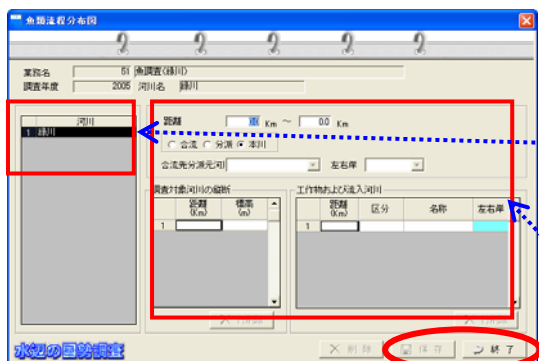 魚類流程分布図
業務名 51 魚調査(緑川)
調査年度 2005 河川名 緑川
河川
1 緑川
距離 0.0 Km ～ 0.0 Km
合流 分派 本川
合流先分派元河川 左右岸
調査対象河川の縦断
距離(Km) 標高(m)
1
工作物および流入河川
距離(Km) 区分 名称 左右岸
1
水辺の国勢調査
削除 保存 終了